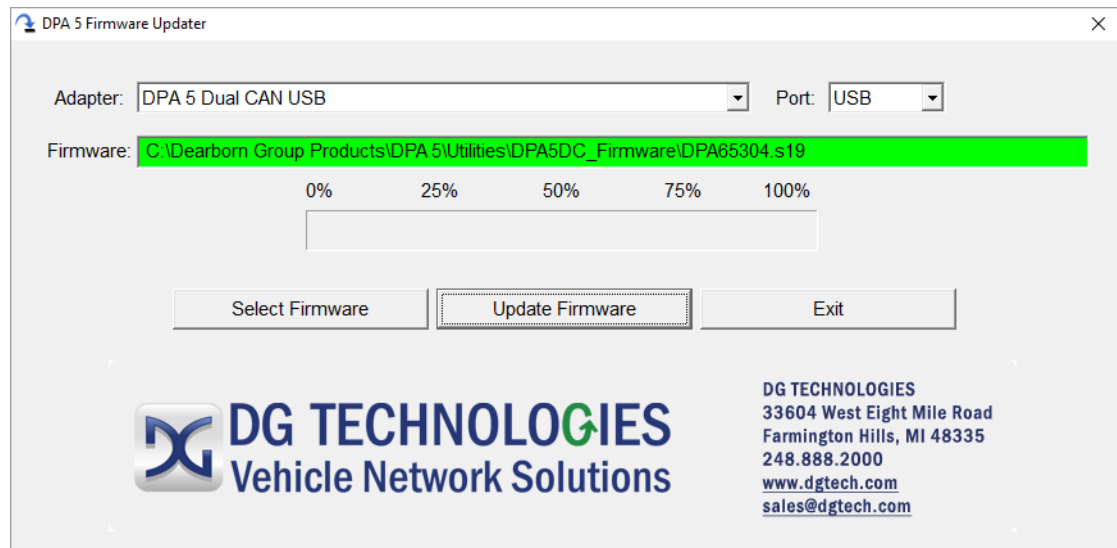 DPA 5 Firmware Updater
Adapter: DPA 5 Dual CAN USB Port: USB
Firmware: C:\Dearborn Group Products\DPA 5\Utilities\DPA5DC_Firmware\DPA65304.s19
0% 25% 50% 75% 100%
Select Firmware Update Firmware Exit
DG TECHNOLOGIES
Vehicle Network Solutions
DG TECHNOLOGIES
33604 West Eight Mile Road
Farmington Hills, MI 48335
248.888.2000
www.dgtech.com
sales@dgtech.com